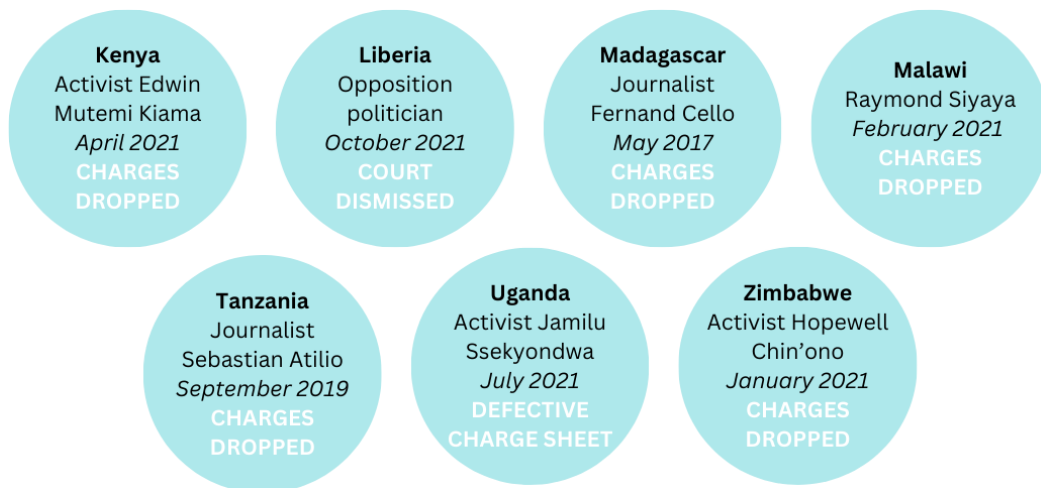 Kenya
Activist Edwin
Mutemi Kiama
April 2021
CHARGES
DROPPED
Liberia
Opposition
politician
October 2021
COURT
DISMISSED
Madagascar
Journalist
Fernand Cello
May 2017
CHARGES
DROPPED
Malawi
Raymond Siyaya
February 2021
CHARGES
DROPPED
Tanzania
Journalist
Sebastian Atilio
September 2019
CHARGES
DROPPED
Uganda
Activist Jamilu
Ssekyondwa
July 2021
DEFECTIVE
CHARGE SHEET
Zimbabwe
Activist Hopewell
Chin’ono
January 2021
CHARGES
DROPPED